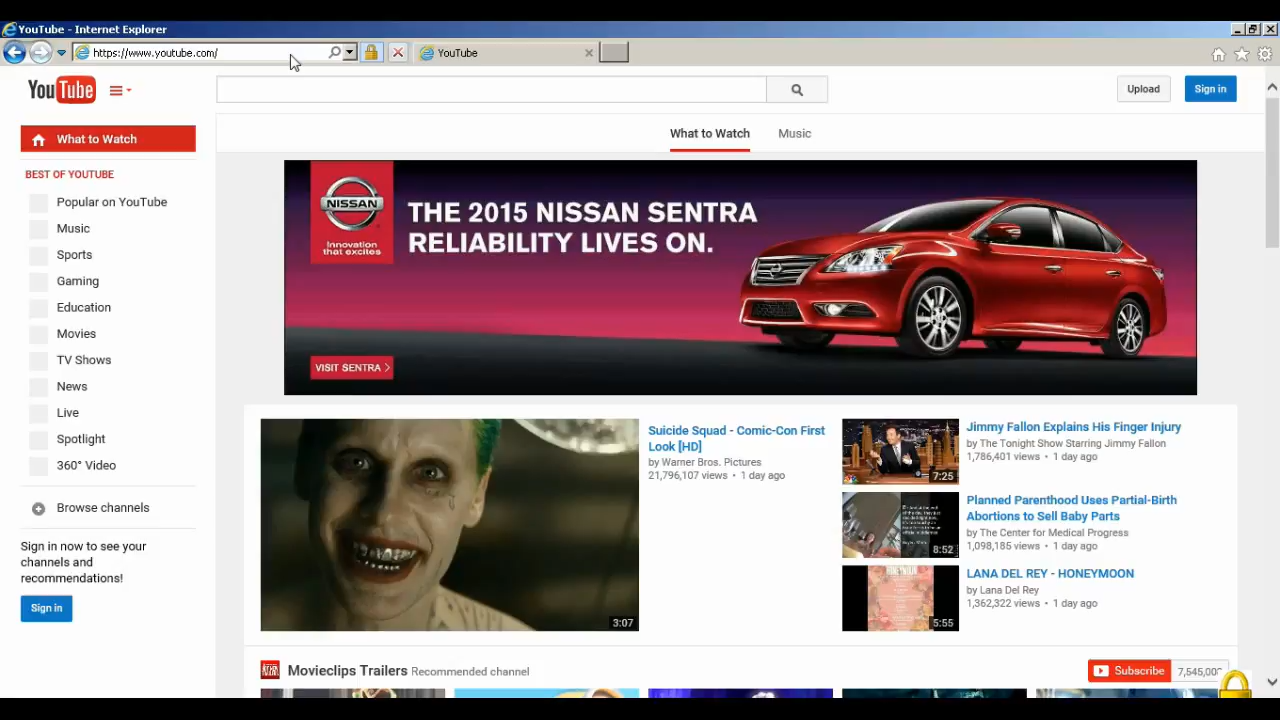 YouTube - Internet Explorer
https://www.youtube.com/
YouTube
YouTube
Upload
Sign in
What to Watch
Music
What to Watch
BEST OF YOUTUBE
Popular on YouTube
Music
Sports
Gaming
Education
Movies
TV Shows
News
Live
Spotlight
360° Video
Browse channels
Sign in now to see your
channels and
recommendations!
Sign in
NISSAN
Innovation
that excites
THE 2015 NISSAN SENTRA
RELIABILITY LIVES ON.
VISIT SENTRA >
3:07
Suicide Squad - Comic-Con First
Look [HD]
by Warner Bros. Pictures
21,796,107 views • 1 day ago
7:25
Jimmy Fallon Explains His Finger Injury
by The Tonight Show Starring Jimmy Fallon
1,786,401 views • 1 day ago
8:52
Planned Parenthood Uses Partial-Birth
Abortions to Sell Baby Parts
by The Center for Medical Progress
1,098,185 views • 1 day ago
HONEYMOON
5:55
LANA DEL REY - HONEYMOON
by Lana Del Rey
1,362,322 views • 1 day ago
Movieclips Trailers Recommended channel
Subscribe